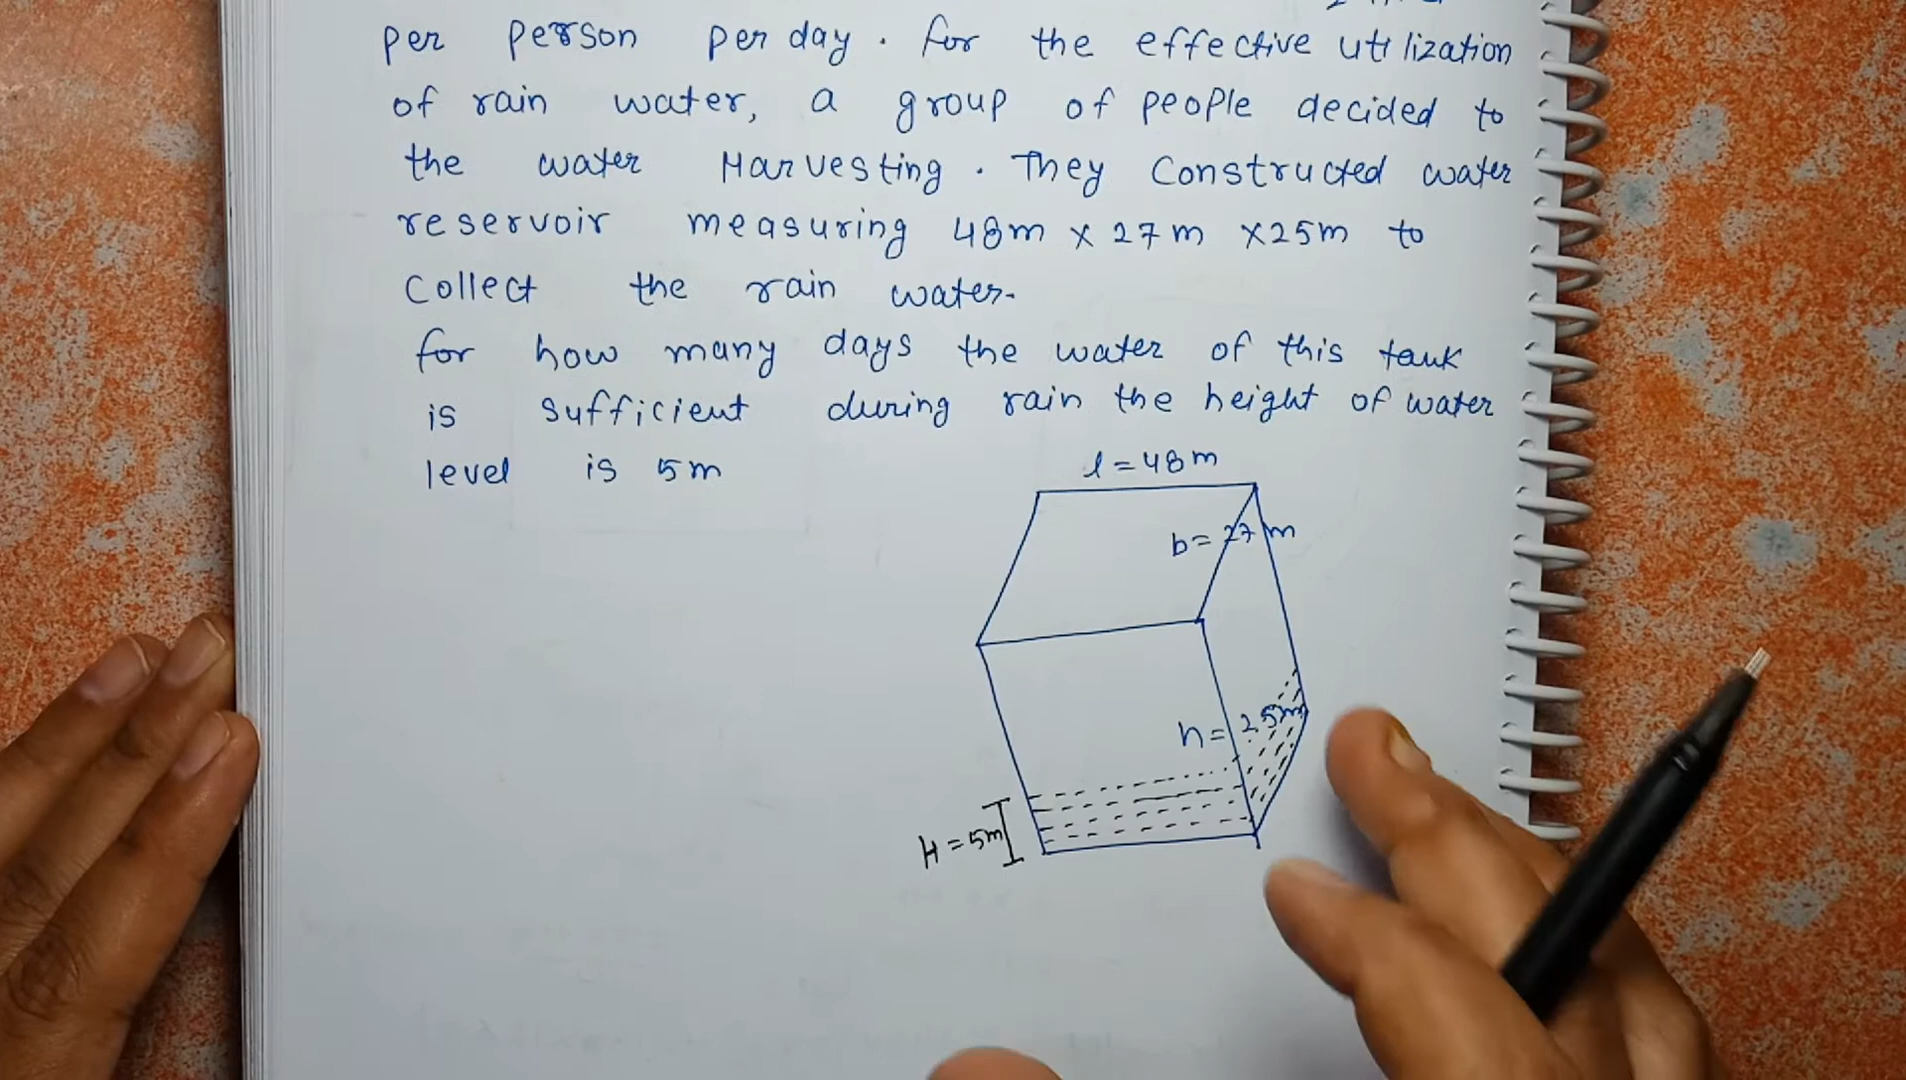 per person per day. for the effective utilization
of rain water, a group of people decided to
the water Harvesting. They Constructed water
reservoir measuring 48m x 27m x25m to
Collect the rain water.
for how many days the water of this tank
is sufficient during rain the height of water
level is 5m
l = 48m
b = 27m
h = 25m
H = 5m